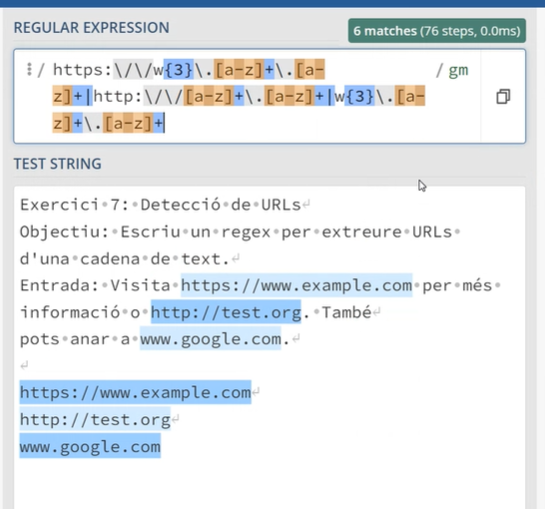 REGULAR EXPRESSION
6 matches (76 steps, 0.0ms)
/ https:\/\/w{3}\.[a-z]+\.[a- / gm
z]+|http:\/\/[a-z]+\.[a-z]+|w{3}\.[a-
z]+\.[a-z]+
TEST STRING
Exercici 7: Detecció de URLs
Objectiu: Escriu un regex per extreure URLs
d'una cadena de text.
Entrada: Visita https://www.example.com per més
informació o http://test.org. També
pots anar a www.google.com.
https://www.example.com
http://test.org
www.google.com